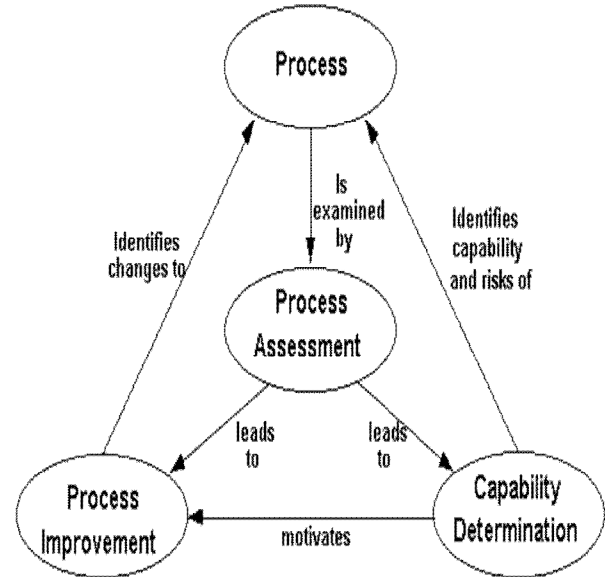 Process
Is
examined
by
Identifies
changes to
Identifies
capability
and risks of
Process
Assessment
leads
to
leads
to
Process
Improvement
motivates
Capability
Determination